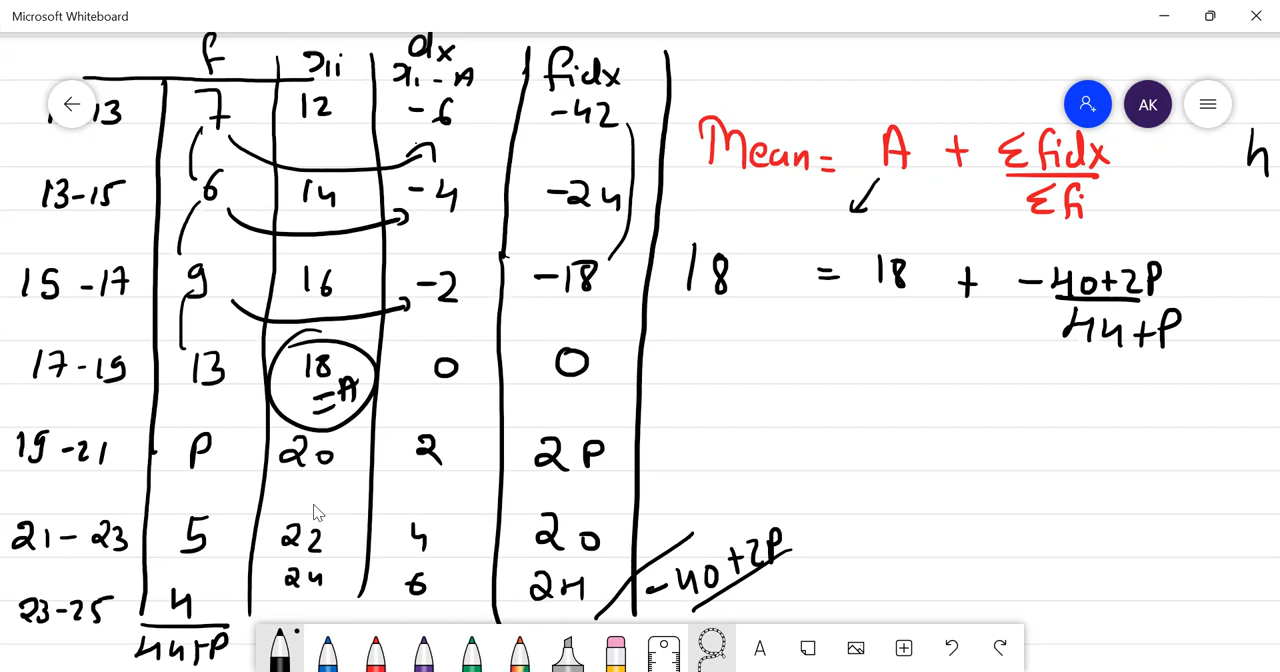 Microsoft Whiteboard
f xi dx fidx
xi - A
13 7 12 -6 -42
13-15 6 14 -4 -24
15-17 9 16 -2 -18
17-19 13 18 0 0
=A
19-21 P 20 2 2P
21-23 5 22 4 20
23-25 4 24 6 24
44+P
-40+2P
AK
Mean= A + Σfidx
Σfi
h
18 = 18 + -40+2P
44+P
A